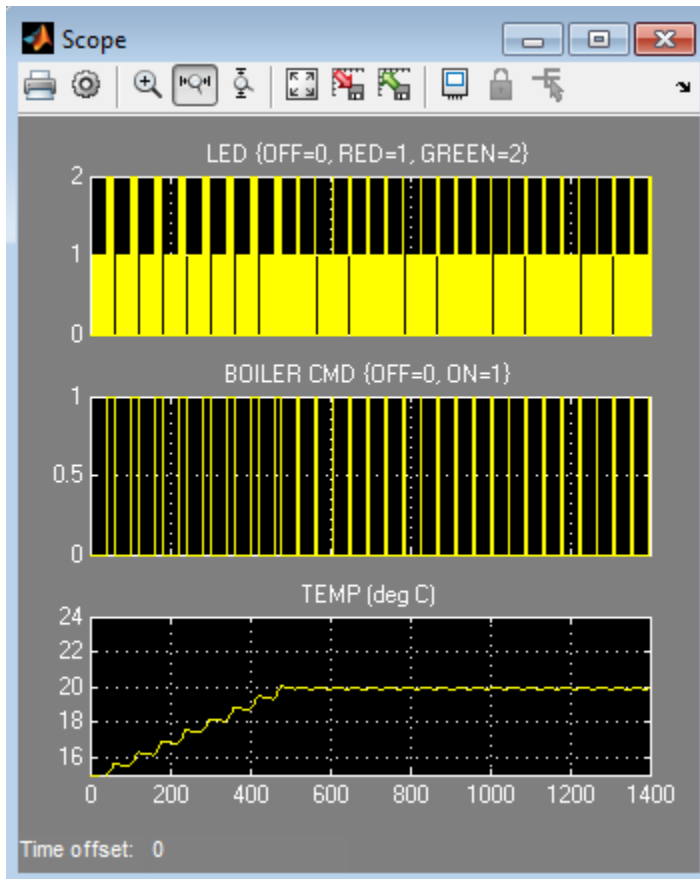 Scope
LED {OFF=0, RED=1, GREEN=2}
2
1
0
BOILER CMD {OFF=0, ON=1}
1
0.5
0
TEMP (deg C)
24
22
20
18
16
0 200 400 600 800 1000 1200 1400
Time offset: 0